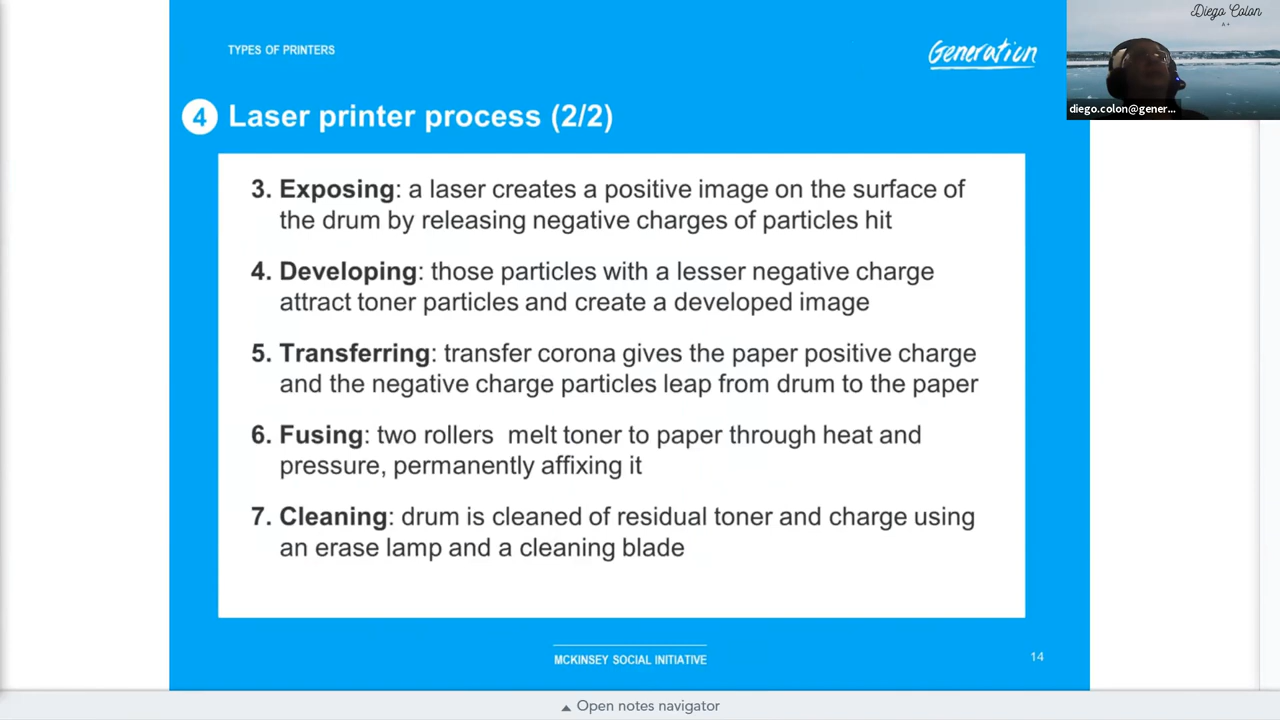 TYPES OF PRINTERS
Generation
Diego Colon
A+
diego.colon@gener...
4 Laser printer process (2/2)
3. Exposing: a laser creates a positive image on the surface of
the drum by releasing negative charges of particles hit
4. Developing: those particles with a lesser negative charge
attract toner particles and create a developed image
5. Transferring: transfer corona gives the paper positive charge
and the negative charge particles leap from drum to the paper
6. Fusing: two rollers  melt toner to paper through heat and
pressure, permanently affixing it
7. Cleaning: drum is cleaned of residual toner and charge using
an erase lamp and a cleaning blade
MCKINSEY SOCIAL INITIATIVE
14
Open notes navigator